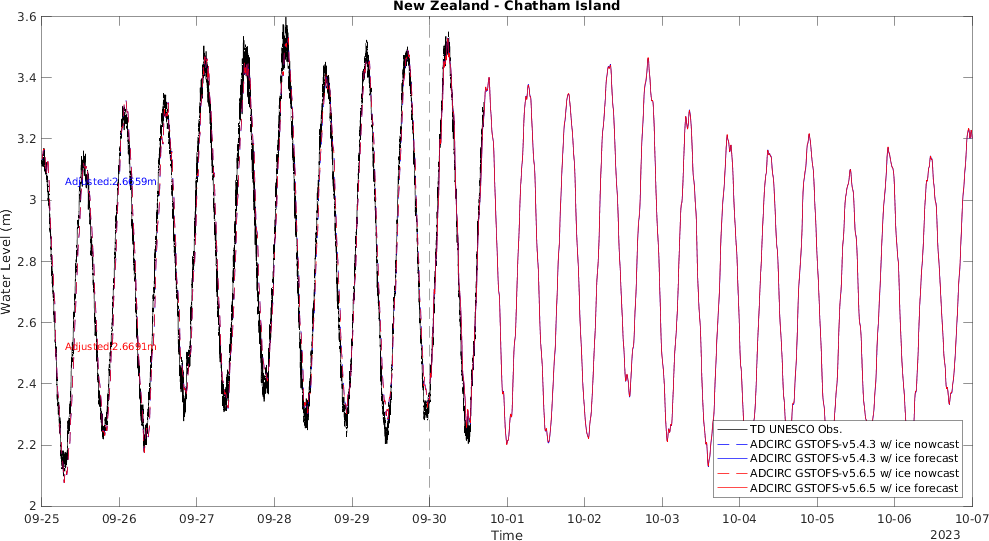 New Zealand - Chatham Island
3.6
3.4
3.2
3
2.8
2.6
2.4
2.2
2
Water Level (m)
Adjusted:2.6659m
Adjusted:2.6691m
TD UNESCO Obs.
ADCIRC GSTOFS-v5.4.3 w/ ice nowcast
ADCIRC GSTOFS-v5.4.3 w/ ice forecast
ADCIRC GSTOFS-v5.6.5 w/ ice nowcast
ADCIRC GSTOFS-v5.6.5 w/ ice forecast
09-25 09-26 09-27 09-28 09-29 09-30 10-01 10-02 10-03 10-04 10-05 10-06 10-07
Time
2023